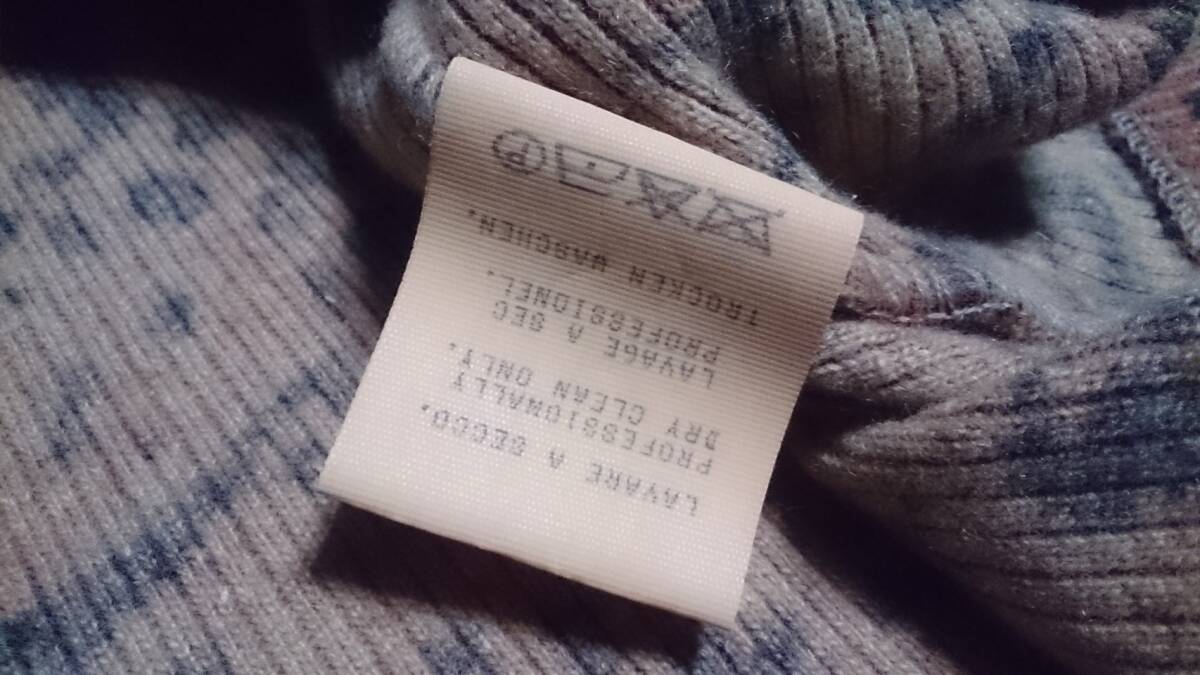 LAVARE A SECCO.
PROFESSIONALLY
DRY CLEAN ONLY.
LAVAGE A SEC
PROFESSIONEL.
TROCKEN WASCHEN.
P